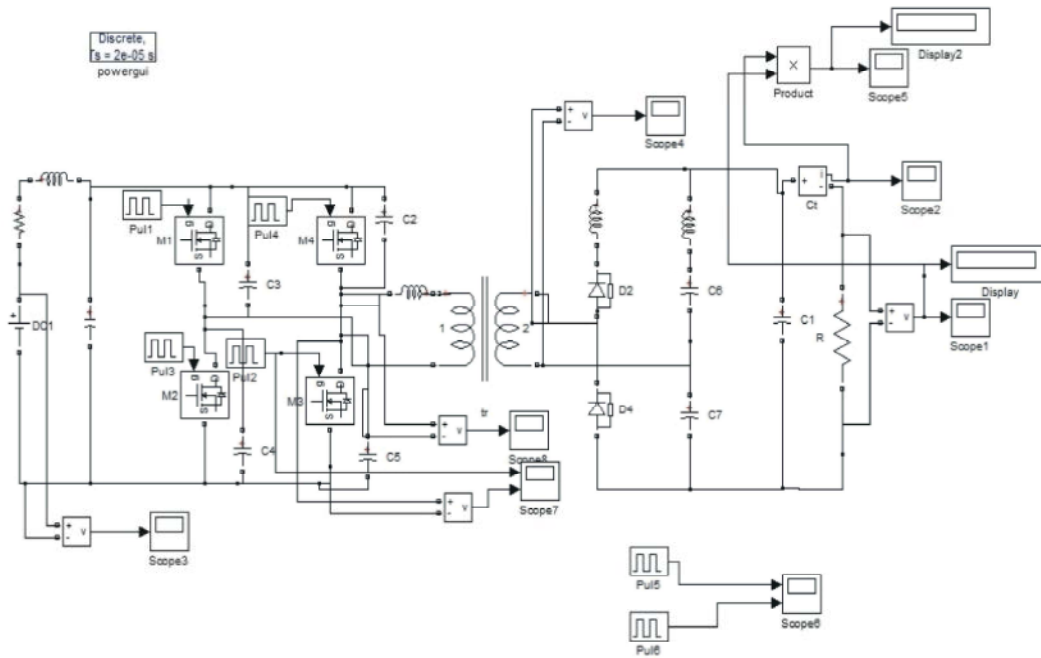 Discrete,
Ts = 2e-05 s
powergui
Display2
Product
Scope5
Scope4
Ct
Scope2
Pul1
M1
Pul4
M4
C2
C3
DC1
1
2
D2
C6
C1
R
Display
Scope1
Pul3
M2
Pul2
M3
D4
C7
tr
C4
C5
Scope8
Scope7
Scope3
Pul5
Pul6
Scope6